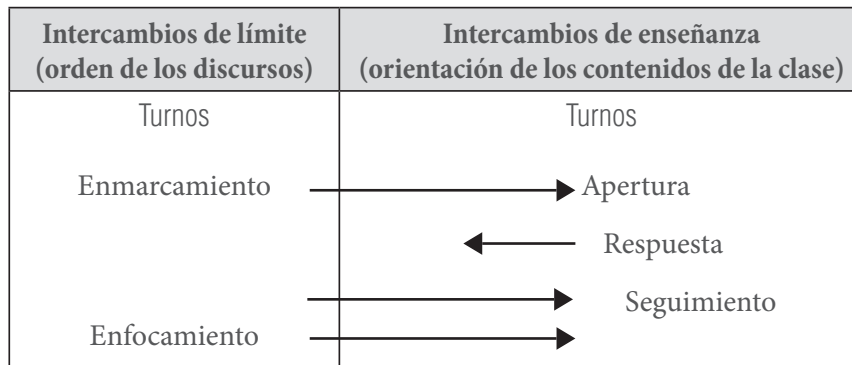 Intercambios de límite
(orden de los discursos)
Intercambios de enseñanza
(orientación de los contenidos de la clase)
Turnos
Turnos
Enmarcamiento
Apertura
Respuesta
Seguimiento
Enfocamiento